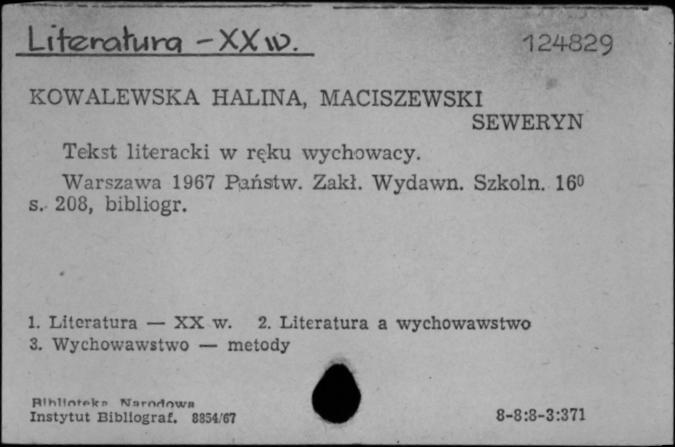 Literatura – XX w. 124829
KOWALEWSKA HALINA, MACISZEWSKI
SEWERYN
Tekst literacki w ręku wychowacy.
Warszawa 1967 Państw. Zakł. Wydawn. Szkoln. 16⁰
s. 208, bibliogr.
1. Literatura — XX w. 2. Literatura a wychowawstwo
3. Wychowawstwo — metody
Biblioteka Narodowa
Instytut Bibliograf. 8854/67 8-8:8-3:371